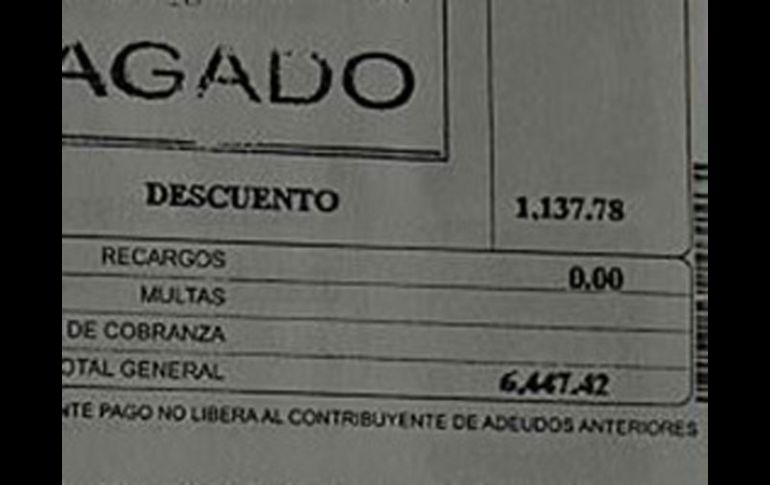 AGADO
DESCUENTO 1,137.78
RECARGOS 0.00
MULTAS
DE COBRANZA
OTAL GENERAL 6,447.42
NTE PAGO NO LIBERA AL CONTRIBUYENTE DE ADEUDOS ANTERIORES